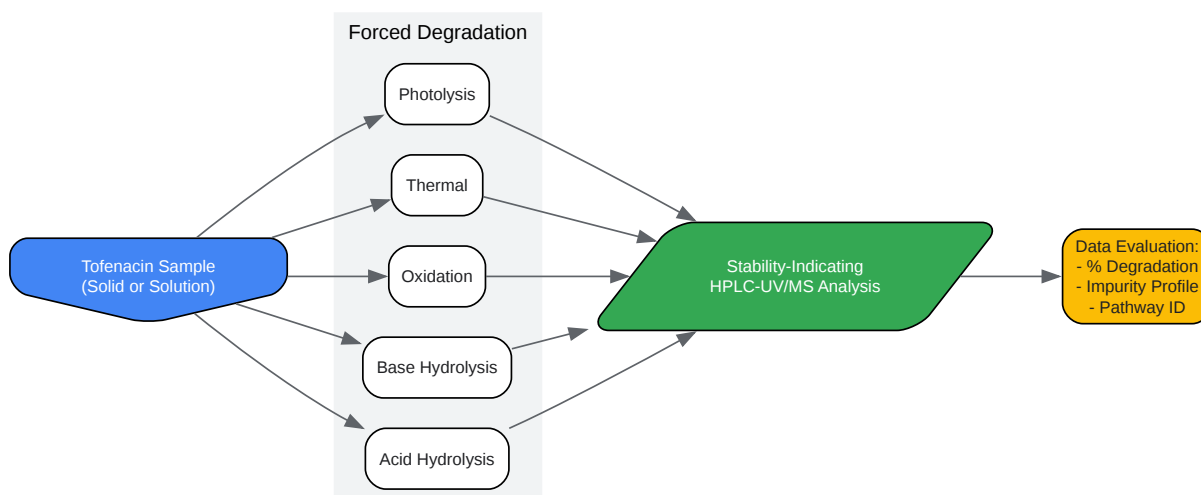 Forced Degradation
Photolysis
Thermal
Tofenacin Sample
(Solid or Solution)
Oxidation
Base Hydrolysis
Acid Hydrolysis
Stability-Indicating
HPLC-UV/MS Analysis
Data Evaluation:
- % Degradation
- Impurity Profile
- Pathway ID